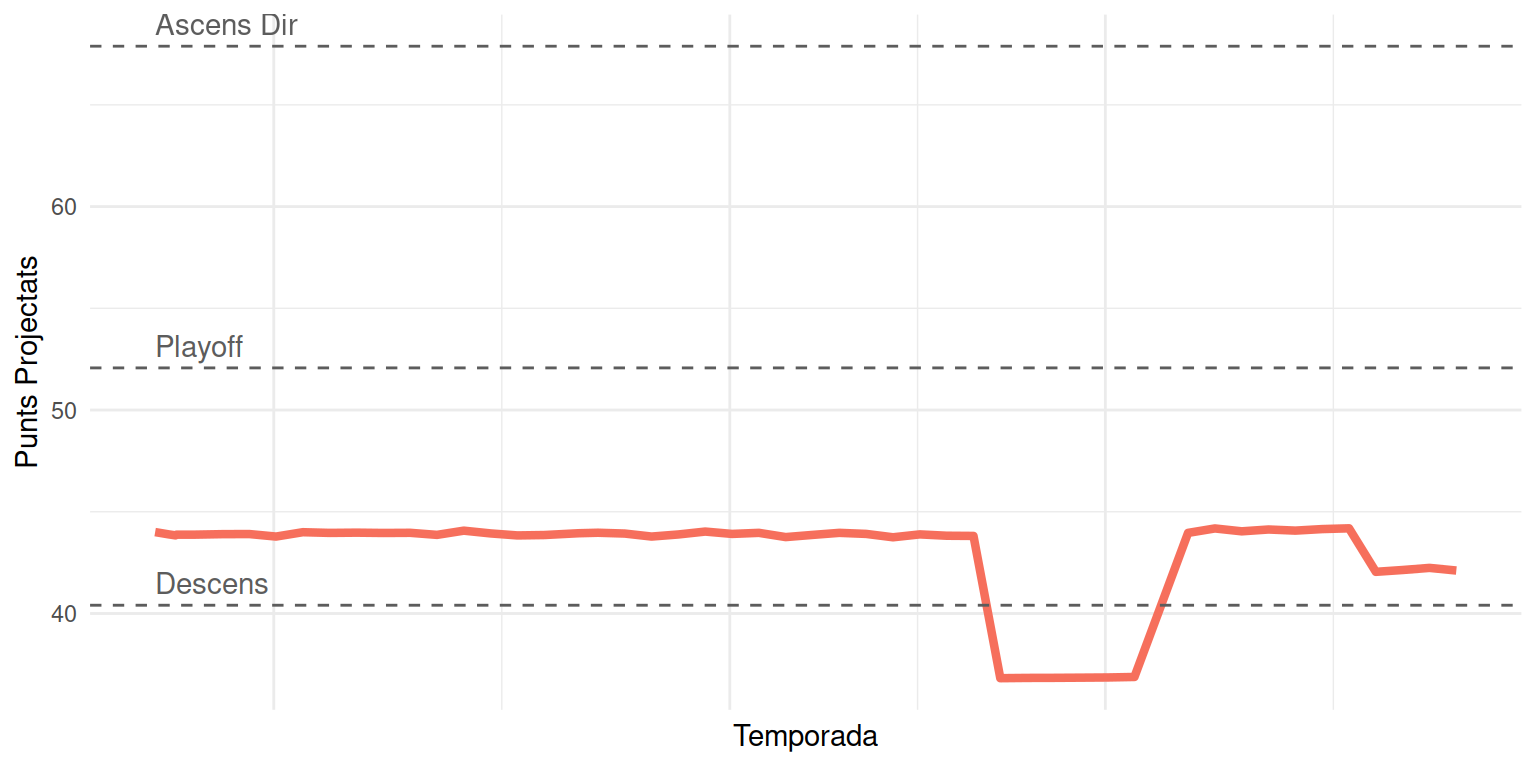 Ascens Dir
60
Playoff
50
Descens
40
Punts Projectats
Temporada